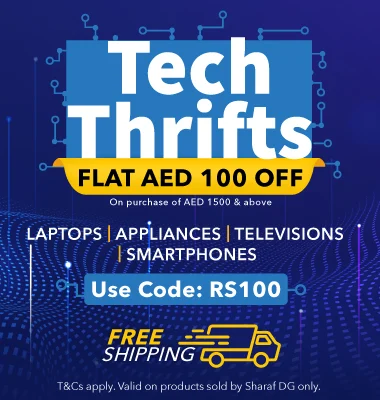 Tech
Thrifts
FLAT AED 100 OFF
On purchase of AED 1500 & above
LAPTOPS | APPLIANCES | TELEVISIONS
| SMARTPHONES
Use Code: RS100
FREE
SHIPPING
T&Cs apply. Valid on products sold by Sharaf DG only.